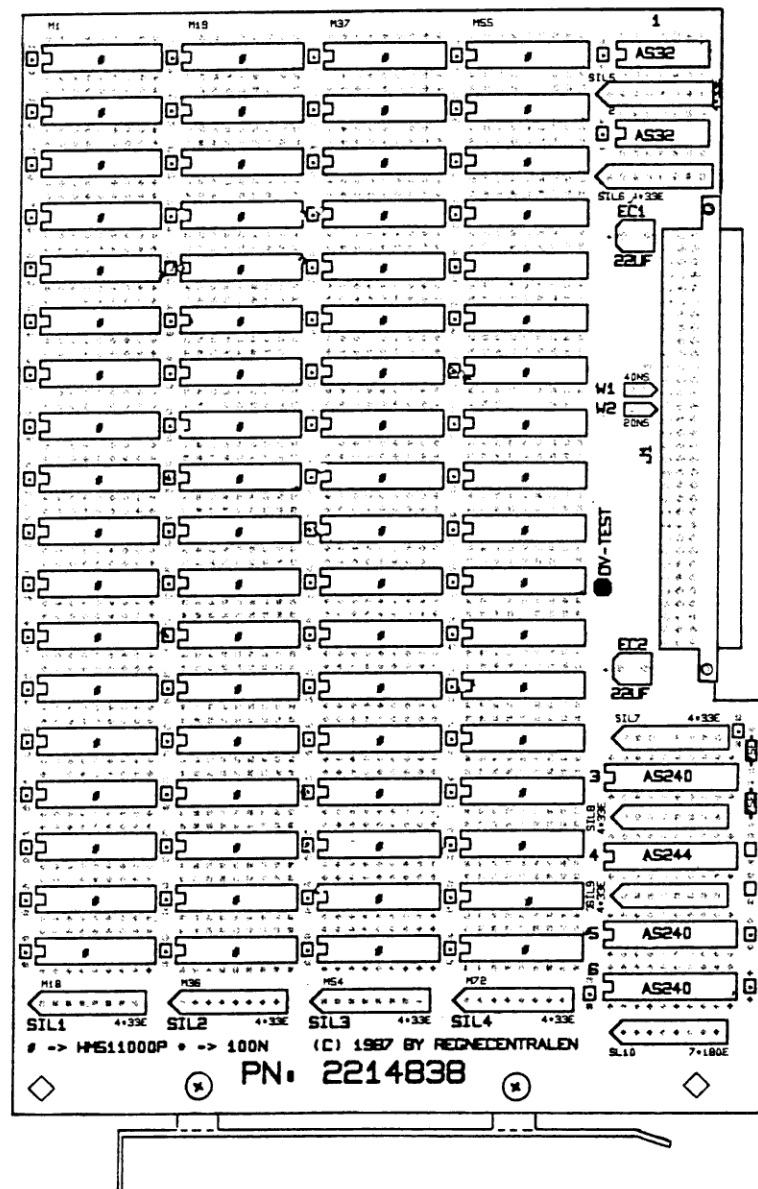 M1 M19 M37 M55 1
# # # # AS32
SIL5
# # # # 2
# # # # AS32
SIL6 4*33E
# # # # EC1
# # # # 22UF
# # # #
# # # # W1 40NS
# # # # W2 20NS
J1
# # # #
# # # # DV-TEST
# # # #
# # # # EC2
# # # # 22UF
SIL7 4*33E
# # # #
# # # # 3 AS240
SIL8 4*33E
# # # # 4 AS244
# # # # SIL9 4*33E
# # # # 5 AS240
M18 M36 M54 M72 6 AS240
SIL1 4*33E SIL2 4*33E SIL3 4*33E SIL4 4*33E
SL10 7*180E
# -> HM511000P * -> 100N (C) 1987 BY REGNECENTRALEN
PN: 2214838